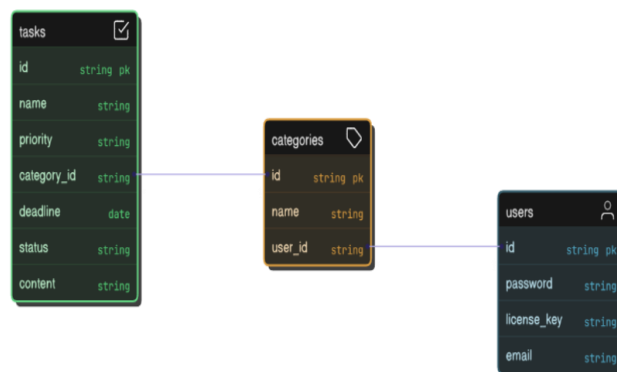 tasks
id string pk
name string
priority string
category_id string
deadline date
status string
content string
categories
id string pk
name string
user_id string
users
id string pk
password string
license_key string
email string